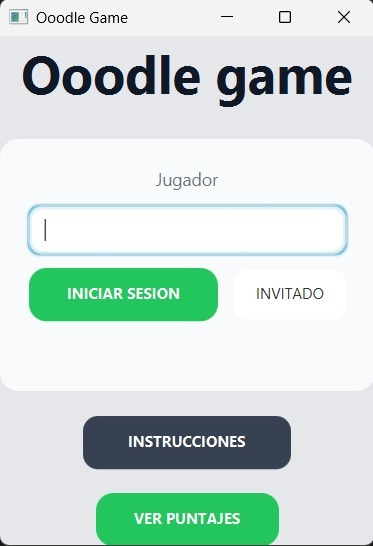 Ooodle Game
Ooodle game
Jugador
INICIAR SESION
INVITADO
INSTRUCCIONES
VER PUNTAJES